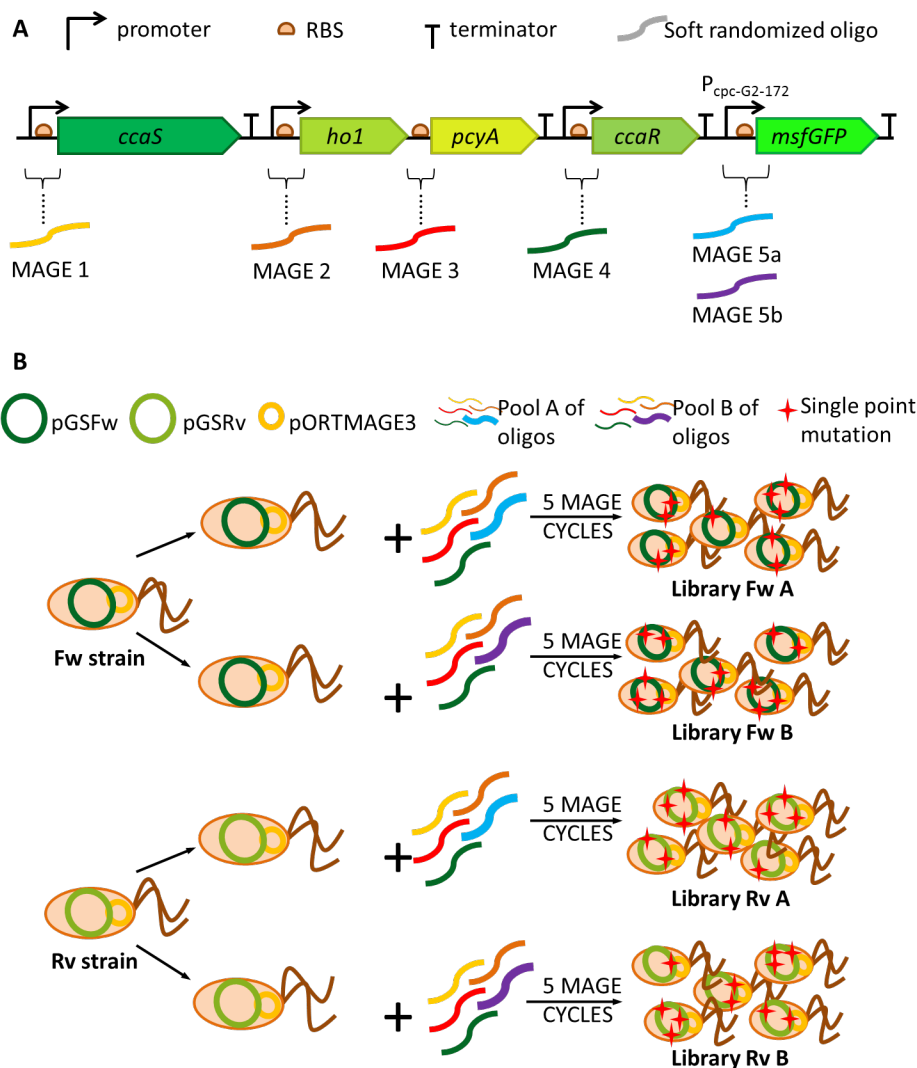 A
promoter
RBS
terminator
Soft randomized oligo
Pcpc-G2-172
ccaS
ho1
pcyA
ccaR
msfGFP
MAGE 1
MAGE 2
MAGE 3
MAGE 4
MAGE 5a
MAGE 5b
B
pGSFw
pGSRv
pORTMAGE3
Pool A of
oligos
Pool B of
oligos
Single point
mutation
Fw strain
+
5 MAGE
CYCLES
Library Fw A
+
5 MAGE
CYCLES
Library Fw B
Rv strain
+
5 MAGE
CYCLES
Library Rv A
+
5 MAGE
CYCLES
Library Rv B